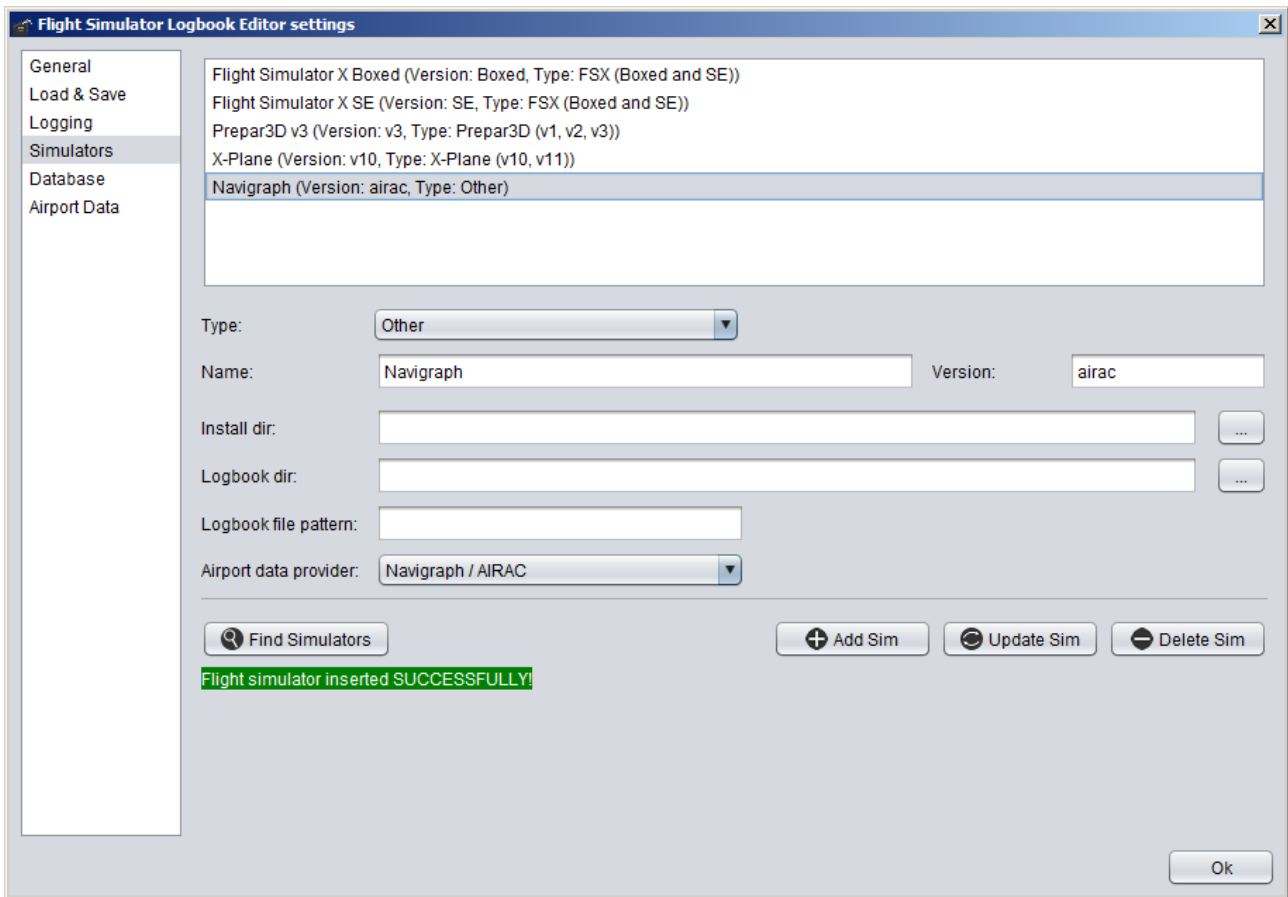 Flight Simulator Logbook Editor settings
General
Load & Save
Logging
Simulators
Database
Airport Data
Flight Simulator X Boxed (Version: Boxed, Type: FSX (Boxed and SE))
Flight Simulator X SE (Version: SE, Type: FSX (Boxed and SE))
Prepar3D v3 (Version: v3, Type: Prepar3D (v1, v2, v3))
X-Plane (Version: v10, Type: X-Plane (v10, v11))
Navigraph (Version: airac, Type: Other)
Type: Other
Name: Navigraph Version: airac
Install dir: ...
Logbook dir: ...
Logbook file pattern:
Airport data provider: Navigraph / AIRAC
Find Simulators Add Sim Update Sim Delete Sim
Flight simulator inserted SUCCESSFULLY!
Ok